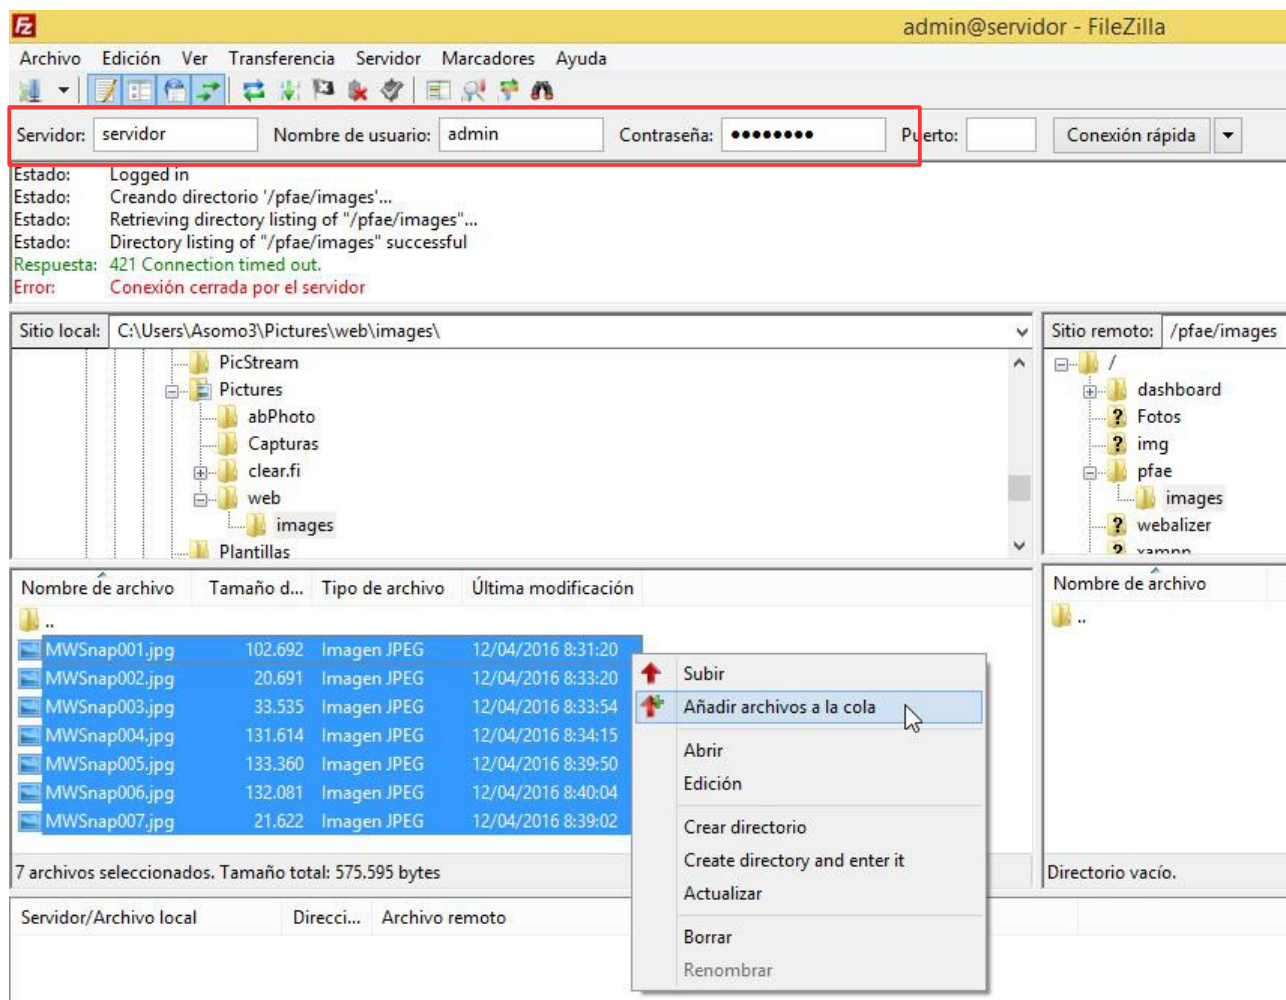 Fz admin@servidor - FileZilla
Archivo Edición Ver Transferencia Servidor Marcadores Ayuda
Servidor: servidor Nombre de usuario: admin Contraseña: ●●●●●●●● Puerto: Conexión rápida
Estado: Logged in
Estado: Creando directorio '/pfae/images'...
Estado: Retrieving directory listing of "/pfae/images"...
Estado: Directory listing of "/pfae/images" successful
Respuesta: 421 Connection timed out.
Error: Conexión cerrada por el servidor
Sitio local: C:\Users\Asomo3\Pictures\web\images\
PicStream
Pictures
abPhoto
Capturas
clear.fi
web
images
Plantillas
Sitio remoto: /pfae/images
/
dashboard
? Fotos
? img
pfae
images
? webalizer
? xampp
Nombre de archivo Tamaño d... Tipo de archivo Última modificación
..
MWSnap001.jpg 102.692 Imagen JPEG 12/04/2016 8:31:20
MWSnap002.jpg 20.691 Imagen JPEG 12/04/2016 8:33:20
MWSnap003.jpg 33.535 Imagen JPEG 12/04/2016 8:33:54
MWSnap004.jpg 131.614 Imagen JPEG 12/04/2016 8:34:15
MWSnap005.jpg 133.360 Imagen JPEG 12/04/2016 8:39:50
MWSnap006.jpg 132.081 Imagen JPEG 12/04/2016 8:40:04
MWSnap007.jpg 21.622 Imagen JPEG 12/04/2016 8:39:02
7 archivos seleccionados. Tamaño total: 575.595 bytes
Subir
Añadir archivos a la cola
Abrir
Edición
Crear directorio
Create directory and enter it
Actualizar
Borrar
Renombrar
Nombre de archivo
..
Directorio vacío.
Servidor/Archivo local Direcci... Archivo remoto